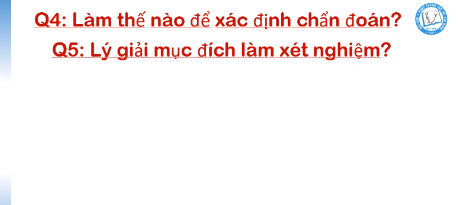 Q4: Làm thế nào để xác định chẩn đoán?
Q5: Lý giải mục đích làm xét nghiệm?